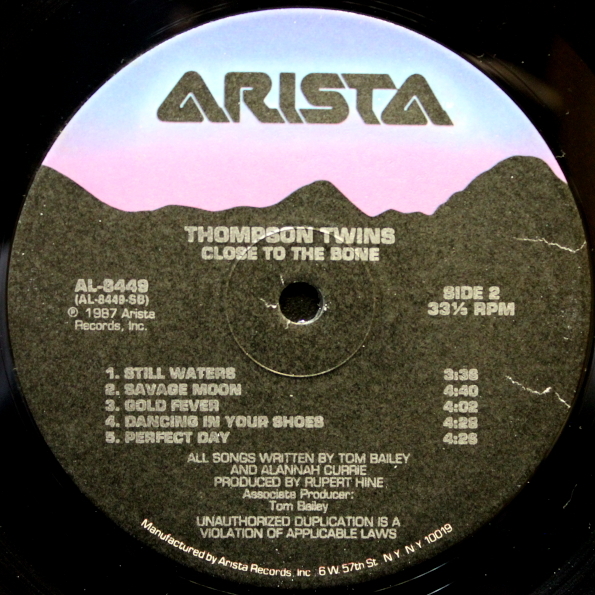 ARISTA
THOMPSON TWINS
CLOSE TO THE BONE
AL-8449
(AL-8449-SB)
℗ 1987 Arista
Records, Inc.
SIDE 2
33⅓ RPM
1. STILL WATERS 3:36
2. SAVAGE MOON 4:40
3. GOLD FEVER 4:02
4. DANCING IN YOUR SHOES 4:26
5. PERFECT DAY 4:26
ALL SONGS WRITTEN BY TOM BAILEY
AND ALANNAH CURRIE
PRODUCED BY RUPERT HINE
Associate Producer:
Tom Bailey
UNAUTHORIZED DUPLICATION IS A
VIOLATION OF APPLICABLE LAWS
Manufactured by Arista Records, Inc 6 W. 57th St N.Y. N.Y. 10019